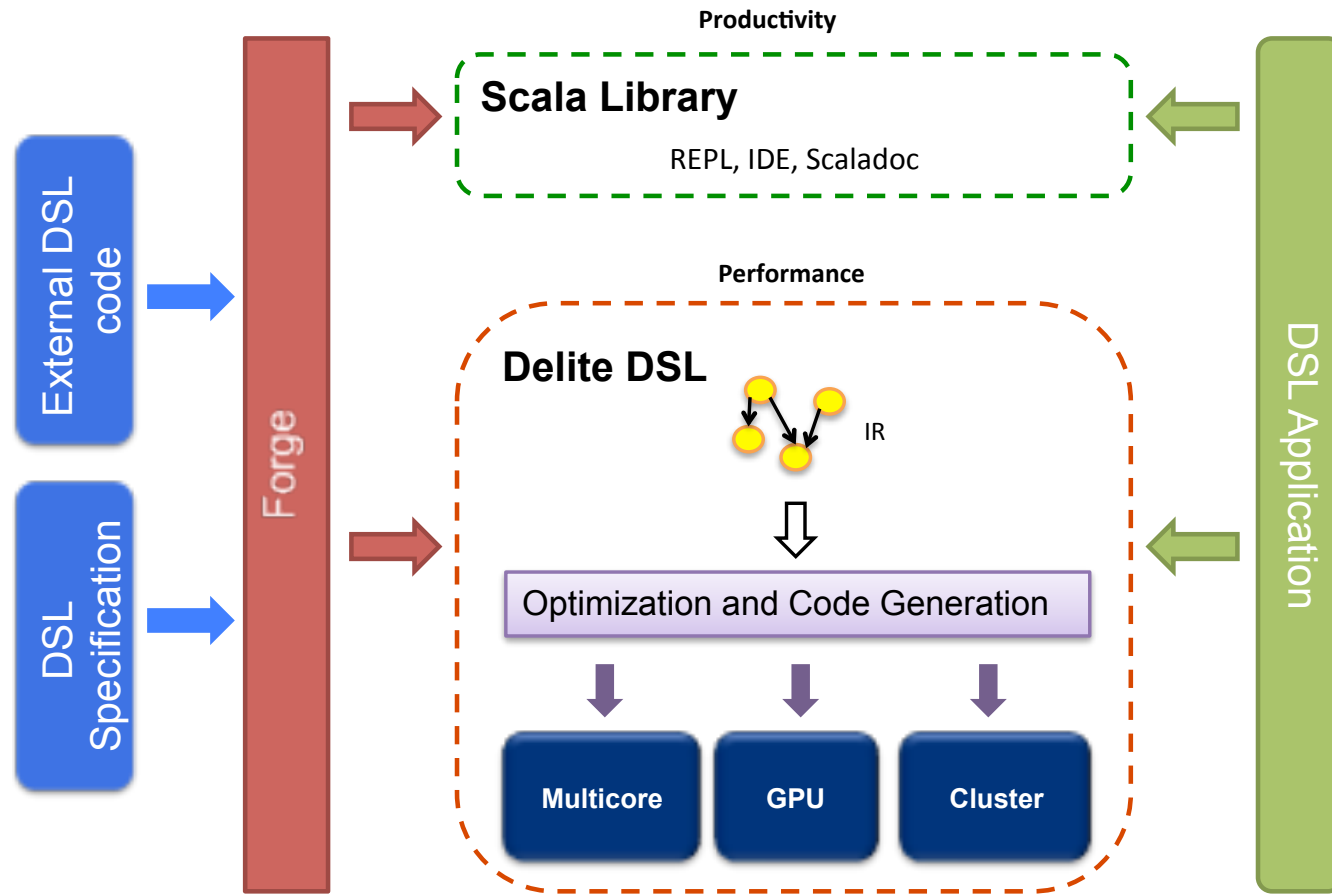 Productivity
Scala Library
REPL, IDE, Scaladoc
External DSL
code
DSL
Specification
Forge
Performance
Delite DSL
IR
Optimization and Code Generation
Multicore
GPU
Cluster
DSL Application